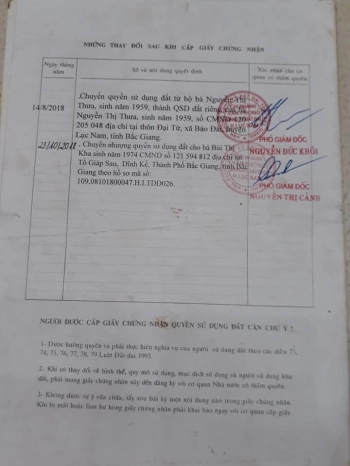 NHỮNG THAY ĐỔI SAU KHI CẤP GIẤY CHỨNG NHẬN
Ngày tháng năm
Số và nội dung quyết định
Xác nhận của cơ quan có thẩm quyền
14/8/2018
Chuyển quyền sử dụng đất từ hộ bà Nguyễn Thị
Thưa, sinh năm 1959, thành QSD đất riêng của bà
Nguyễn Thị Thưa, sinh năm 1959, số CMND 120
205 048 địa chỉ tại thôn Đại Từ, xã Bảo Đài, huyện
Lục Nam, tỉnh Bắc Giang.
PHÓ GIÁM ĐỐC
NGUYỄN ĐỨC KHÔI
23/10/2018
- Chuyển nhượng quyền sử dụng đất cho bà Bùi Thị
Khu sinh năm 1974 CMND số 121 594 812 địa chỉ tại
Tổ Giáp Sau, Dĩnh Kế, Thành Phố Bắc Giang, tỉnh Bắc
Giang theo hồ sơ mã số:
109.08101800047.H.LTDD026.
PHÓ GIÁM ĐỐC
NGUYỄN THỊ CẢNH
NGƯỜI ĐƯỢC CẤP GIẤY CHỨNG NHẬN QUYỀN SỬ DỤNG ĐẤT CẦN CHÚ Ý :
1- Được hưởng quyền và phải thực hiện nghĩa vụ của người sử dụng đất theo các điều 73,
74, 75, 76, 77, 78, 79 Luật Đất đai 1993.
2- Khi có thay đổi về hình thể, quy mô sử dụng, mục đích sử dụng và người sử dụng khu
đất, phải mang giấy chứng nhận này đến đăng ký với cơ quan Nhà nước có thẩm quyền.
3- Không được tự ý sửa chữa, tẩy xóa bất kỳ một nội dung nào trong giấy chứng nhận.
Khi bị mất hoặc làm hư hỏng giấy chứng nhận phải khai báo ngay với cơ quan cấp giấy